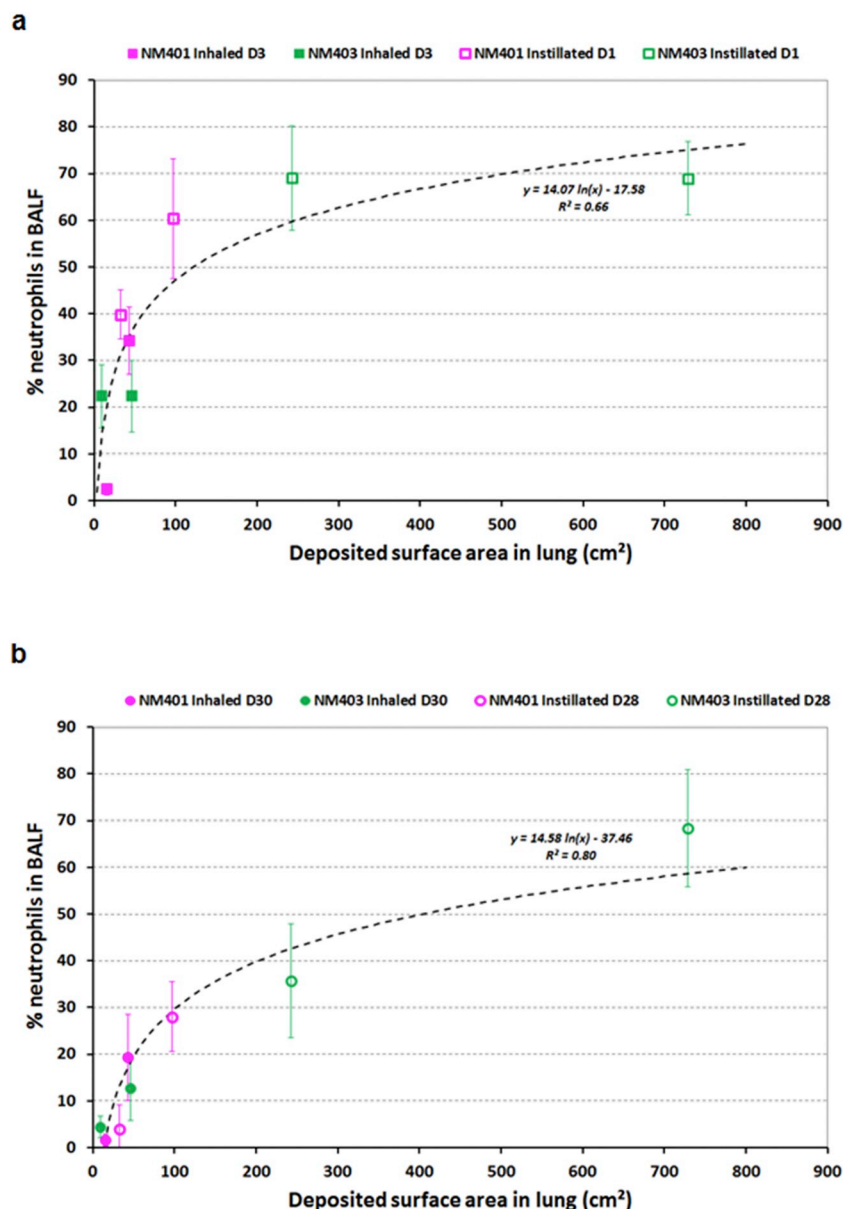 a
NM401 Inhaled D3 NM403 Inhaled D3 NM401 Instillated D1 NM403 Instillated D1
90
80
70
60
50
40
30
20
10
0
% neutrophils in BALF
y = 14.07 ln(x) - 17.58
R² = 0.66
0 100 200 300 400 500 600 700 800 900
Deposited surface area in lung (cm²)
b
NM401 Inhaled D30 NM403 Inhaled D30 NM401 Instillated D28 NM403 Instillated D28
90
80
70
60
50
40
30
20
10
0
% neutrophils in BALF
y = 14.58 ln(x) - 37.46
R² = 0.80
0 100 200 300 400 500 600 700 800 900
Deposited surface area in lung (cm²)